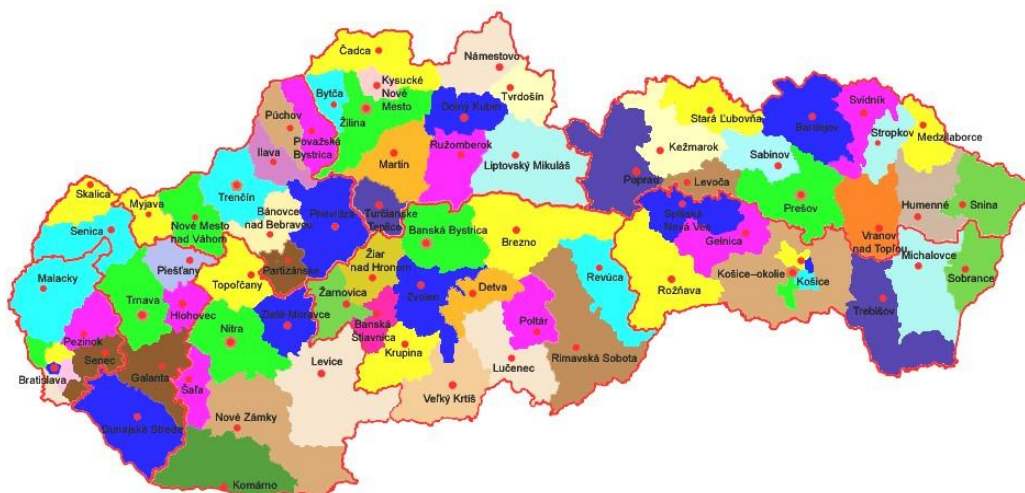 Čadca
Námestovo
Kysucké
Nové
Mesto
Bytča
Tvrdošín
Dolný Kubín
Žilina
Púchov
Považská
Bystrica
Ilava
Martin
Ružomberok
Liptovský Mikuláš
Stará Ľubovňa
Kežmarok
Bardejov
Svidník
Stropkov
Medzilaborce
Sabinov
Poprad
Levoča
Prešov
Humenné
Snina
Skalica
Myjava
Trenčín
Nové Mesto
nad Váhom
Bánovce
nad Bebravou
Prievidza
Turčianske
Teplice
Banská Bystrica
Brezno
Spišská
Nová Ves
Gelnica
Vranov
nad Topľou
Senica
Piešťany
Topoľčany
Partizánske
Žiar
nad Hronom
Revúca
Rožňava
Košice-okolie
Košice
Michalovce
Sobrance
Malacky
Trnava
Hlohovec
Zlaté Moravce
Žarnovica
Zvolen
Detva
Trebišov
Pezinok
Nitra
Banská
Štiavnica
Poltár
Rimavská Sobota
Senec
Bratislava
Galanta
Šaľa
Levice
Krupina
Lučenec
Veľký Krtíš
Dunajská Streda
Nové Zámky
Komárno